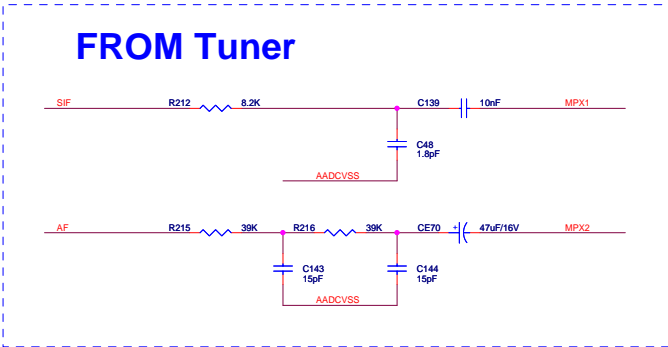 FROM Tuner
SIF R212 8.2K C139 10nF MPX1
C48
1.8pF
AADCVSS
AF R215 39K R216 39K CE70 + 47uF/16V MPX2
C143 C144
15pF 15pF
AADCVSS